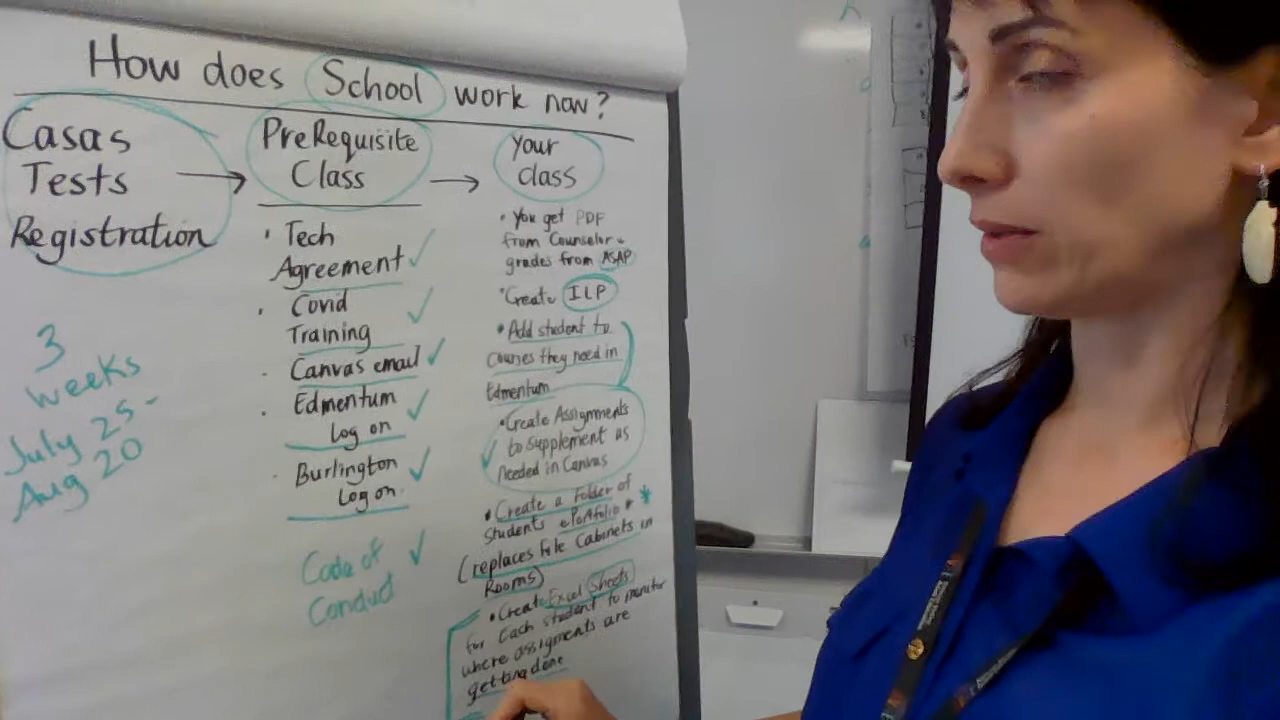 How does School work now?
Casas
Tests
Registration
3
weeks
July 25-
Aug 20
PreRequisite
Class
• Tech
Agreement ✓
• Covid
Training ✓
• Canvas email ✓
• Edmentum
Log on ✓
• Burlington
Log on ✓
Code of
Conduct ✓
Your
class
• You get PDF
from Counselor +
grades from ASAP
• Create ILP
• Add student to
courses they need in
Edmentum
• Create Assignments
to Supplement as
needed in Canvas
• Create a Folder of
Students ePortfolio * *
(replaces File Cabinets in
Rooms)
• Create Excel Sheets
for Each student to monitor
where assigments are
getting done